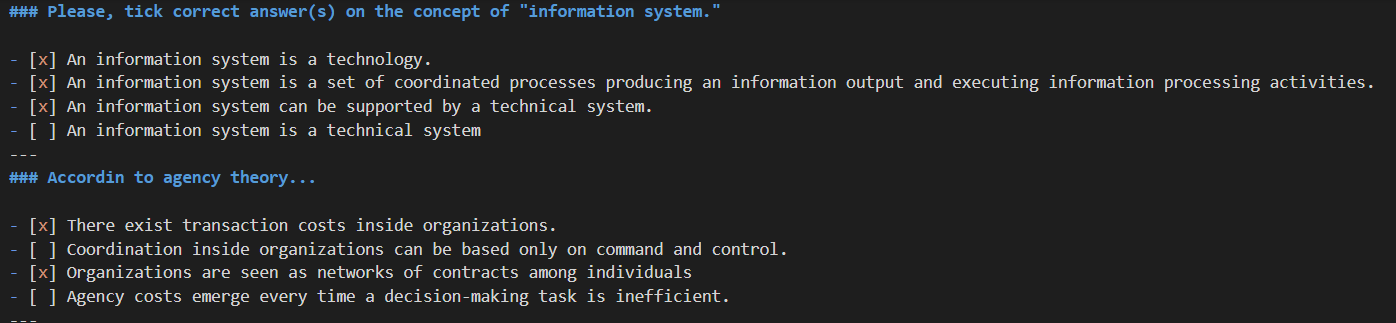 ### Please, tick correct answer(s) on the concept of "information system."
- [x] An information system is a technology.
- [x] An information system is a set of coordinated processes producing an information output and executing information processing activities.
- [x] An information system can be supported by a technical system.
- [ ] An information system is a technical system
---
### Accordin to agency theory...
- [x] There exist transaction costs inside organizations.
- [ ] Coordination inside organizations can be based only on command and control.
- [x] Organizations are seen as networks of contracts among individuals
- [ ] Agency costs emerge every time a decision-making task is inefficient.
---